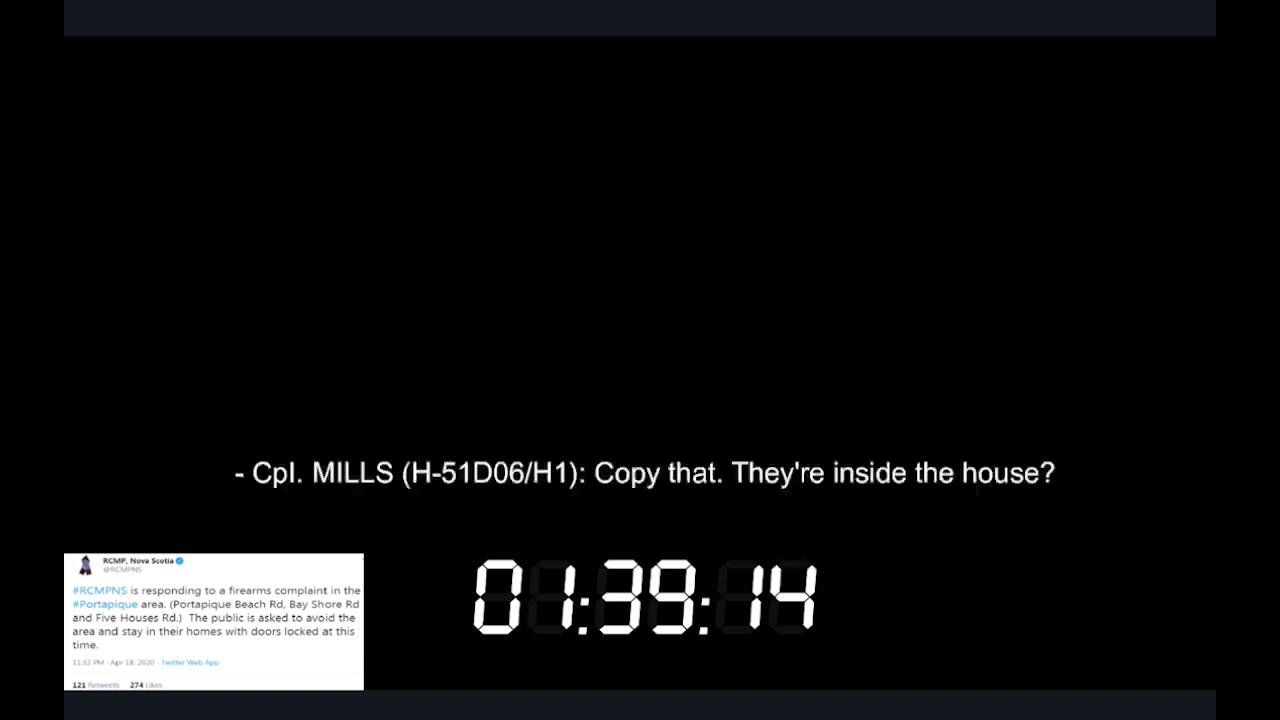 - Cpl. MILLS (H-51D06/H1): Copy that. They're inside the house?
RCMP, Nova Scotia
@RCMPNS
#RCMPNS is responding to a firearms complaint in the
#Portapique area. (Portapique Beach Rd, Bay Shore Rd
and Five Houses Rd.) The public is asked to avoid the
area and stay in their homes with doors locked at this
time.
11:32 PM · Apr 18, 2020 · Twitter Web App
121 Retweets 274 Likes
01:39:14